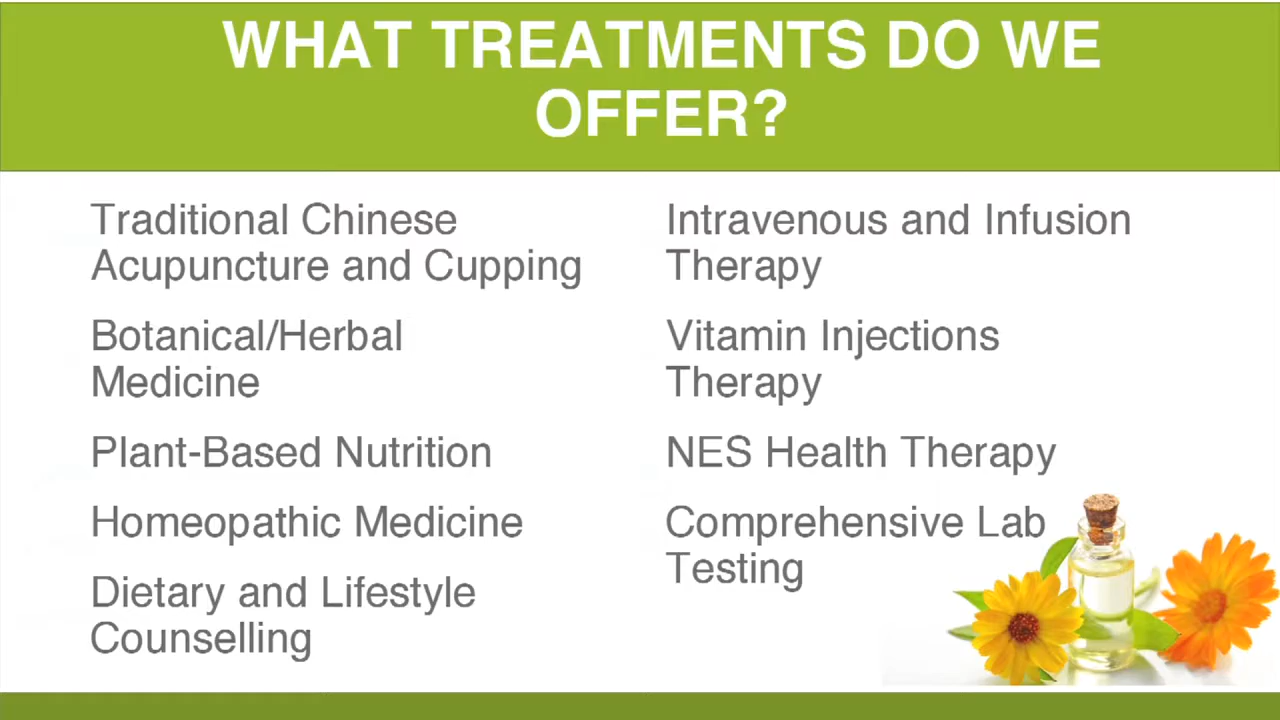 WHAT TREATMENTS DO WE
OFFER?
Traditional Chinese
Acupuncture and Cupping
Botanical/Herbal
Medicine
Plant-Based Nutrition
Homeopathic Medicine
Dietary and Lifestyle
Counselling
Intravenous and Infusion
Therapy
Vitamin Injections
Therapy
NES Health Therapy
Comprehensive Lab
Testing